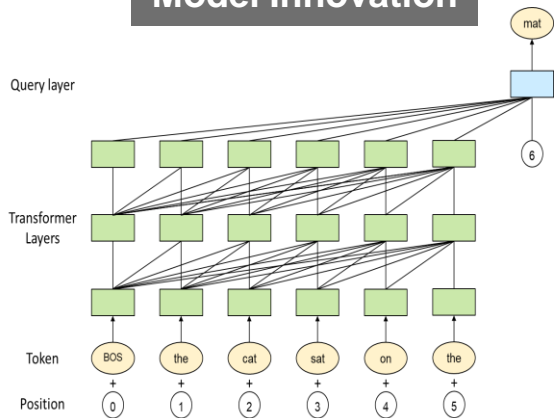 Model Innovation
mat
Query layer
6
Transformer
Layers
Token BOS the cat sat on the
+ + + + + +
Position 0 1 2 3 4 5